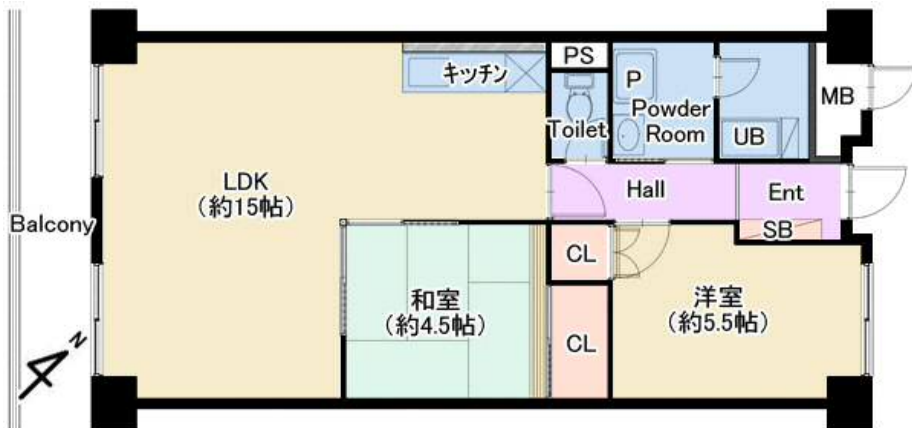 PS
キッチン
P
MB
Powder
Room
Toilet
UB
LDK
(約15帖)
Hall
Ent
Balcony
SB
CL
和室
(約4.5帖)
洋室
(約5.5帖)
CL
N